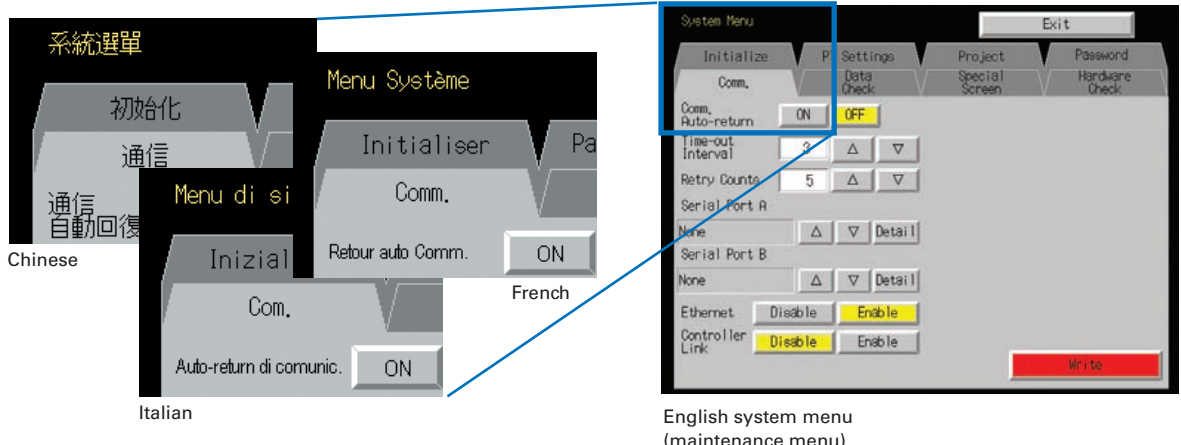 系統選單
初始化
通信
通信
自動回復
Chinese
Menu Système
Initialiser
Pa
Comm.
Retour auto Comm.
ON
French
Menu di si
Inizial
Com.
Auto-return di comunic.
ON
Italian
System Menu
Exit
Initialize
Settings
Project
Password
Comm.
Data
Check
Special
Screen
Hardware
Check
Comm.
Auto-return
ON
OFF
Time-out
Interval
3
Retry Counts
5
Serial Port A
None
Detail
Serial Port B
None
Detail
Ethernet
Disable
Enable
Controller
Link
Disable
Enable
Write
English system menu
(maintenance menu)